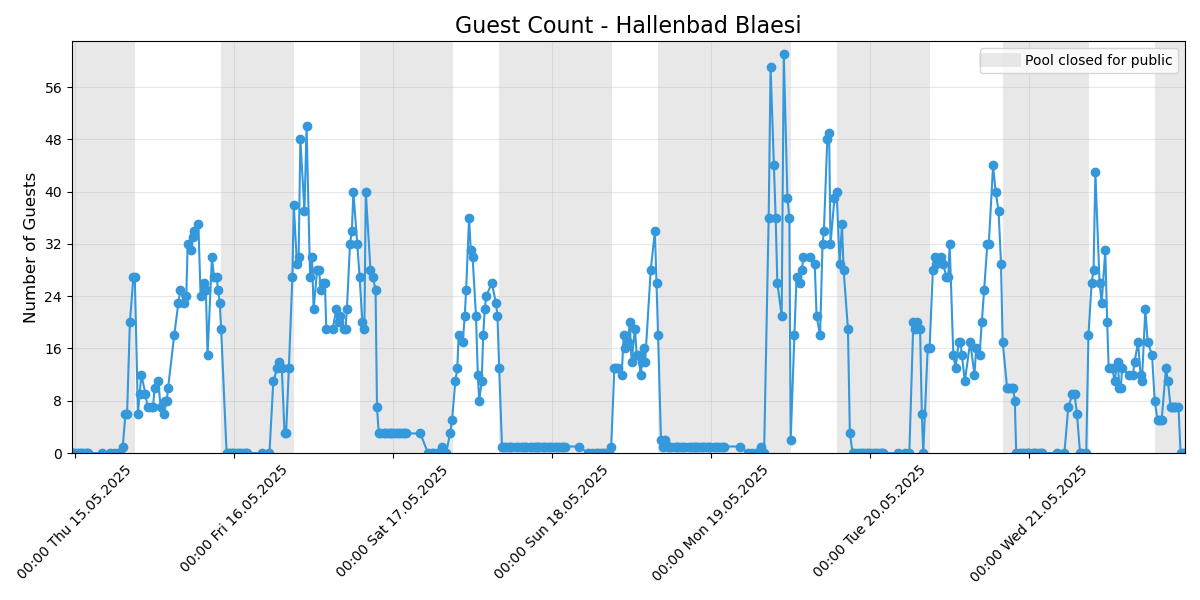 Guest Count - Hallenbad Blaesi
Pool closed for public
Number of Guests
56
48
40
32
24
16
8
0
00:00 Thu 15.05.2025
00:00 Fri 16.05.2025
00:00 Sat 17.05.2025
00:00 Sun 18.05.2025
00:00 Mon 19.05.2025
00:00 Tue 20.05.2025
00:00 Wed 21.05.2025